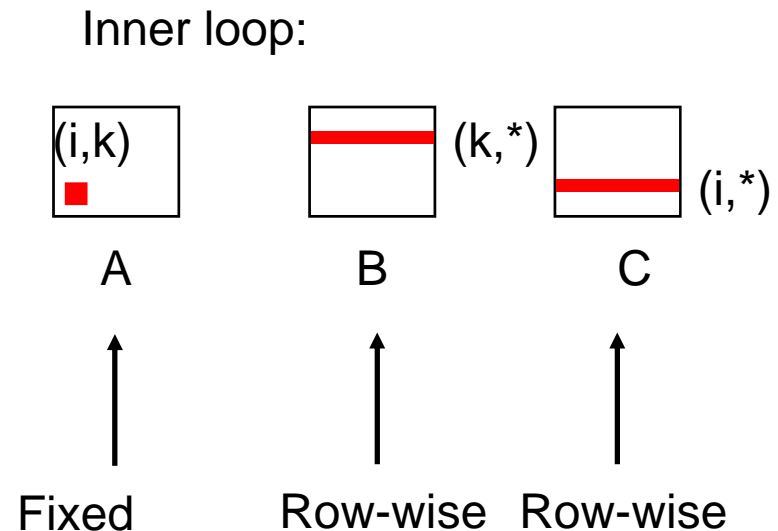 Inner loop:
(i,k)
(k,*)
(i,*)
A B C
Fixed Row-wise Row-wise